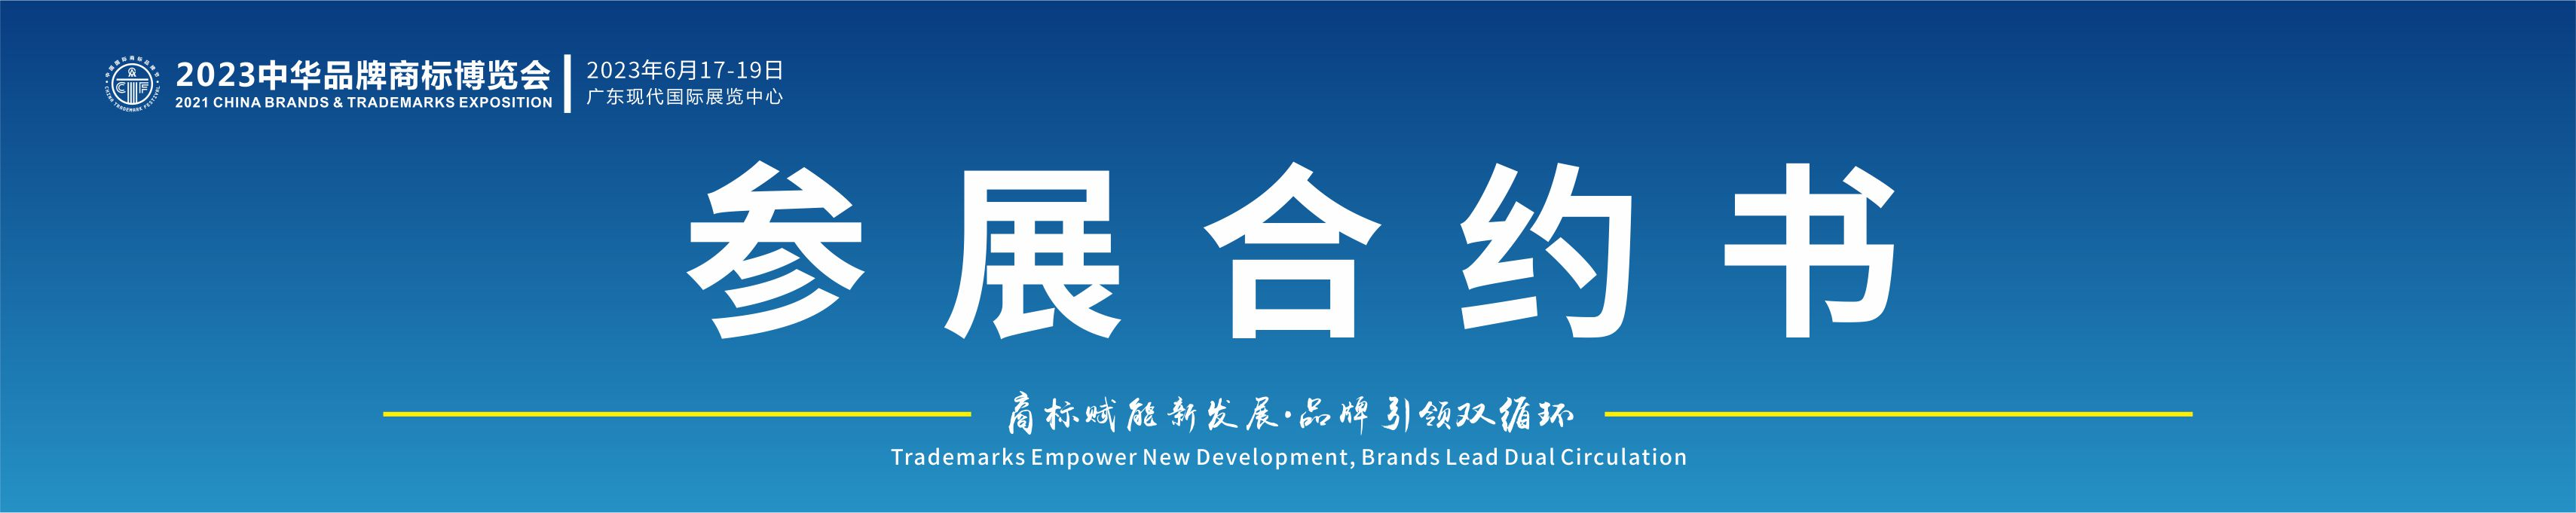 2023中华品牌商标博览会
2021 CHINA BRANDS & TRADEMARKS EXPOSITION
2023年6月17-19日
广东现代国际展览中心
参展合约书
商标赋能新发展·品牌引领双循环
Trademarks Empower New Development, Brands Lead Dual Circulation